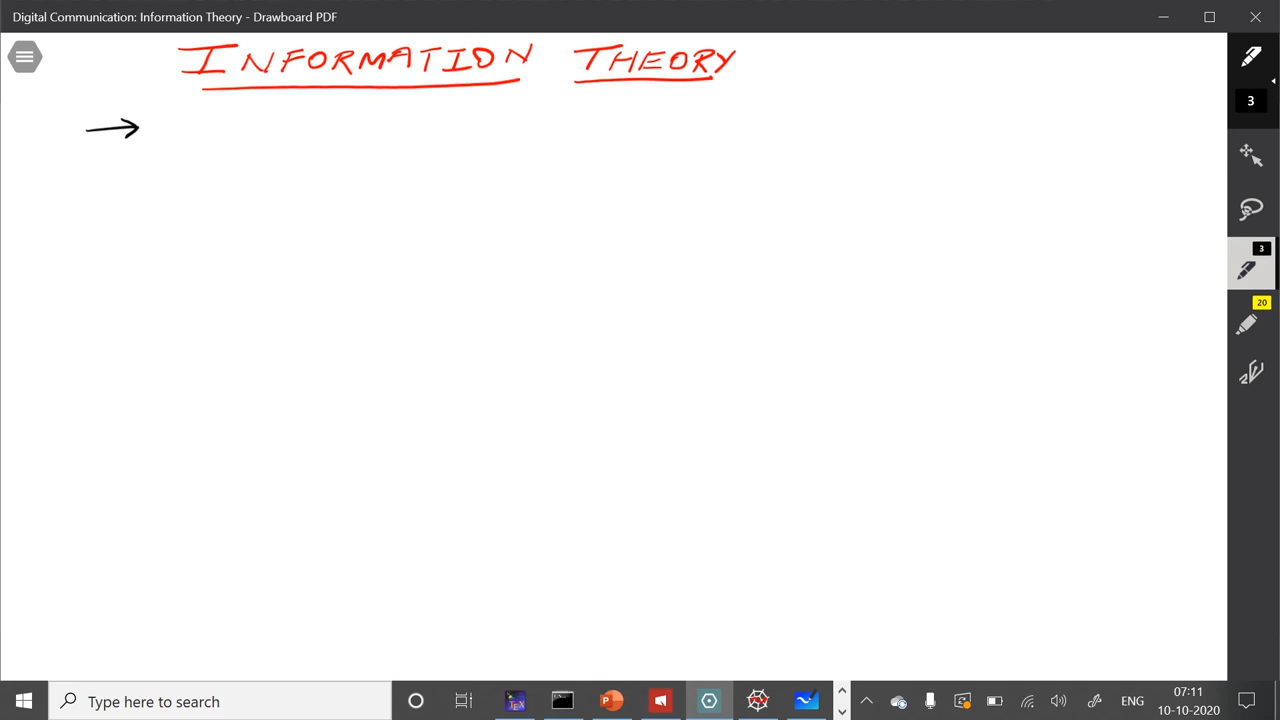 Digital Communication: Information Theory - Drawboard PDF
INFORMATION THEORY
3
3
20
Type here to search
ENG
07:11
10-10-2020